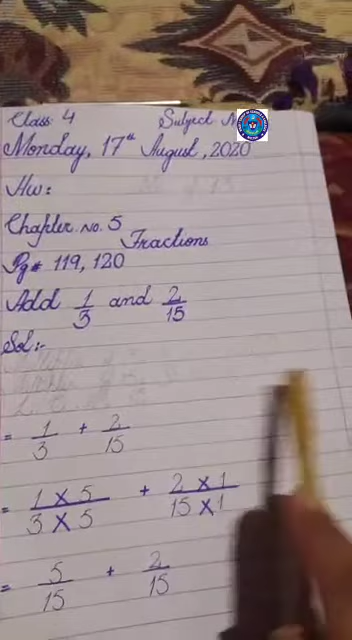 Class: 4 Subject
Monday, 17th August, 2020
Hw:
Chapter no. 5
Fractions
Pg# 119, 120
Add 1/3 and 2/15
Sol:-
= 1/3 + 2/15
= 1 × 5/3 × 5 + 2 × 1/15 × 1
= 5/15 + 2/15